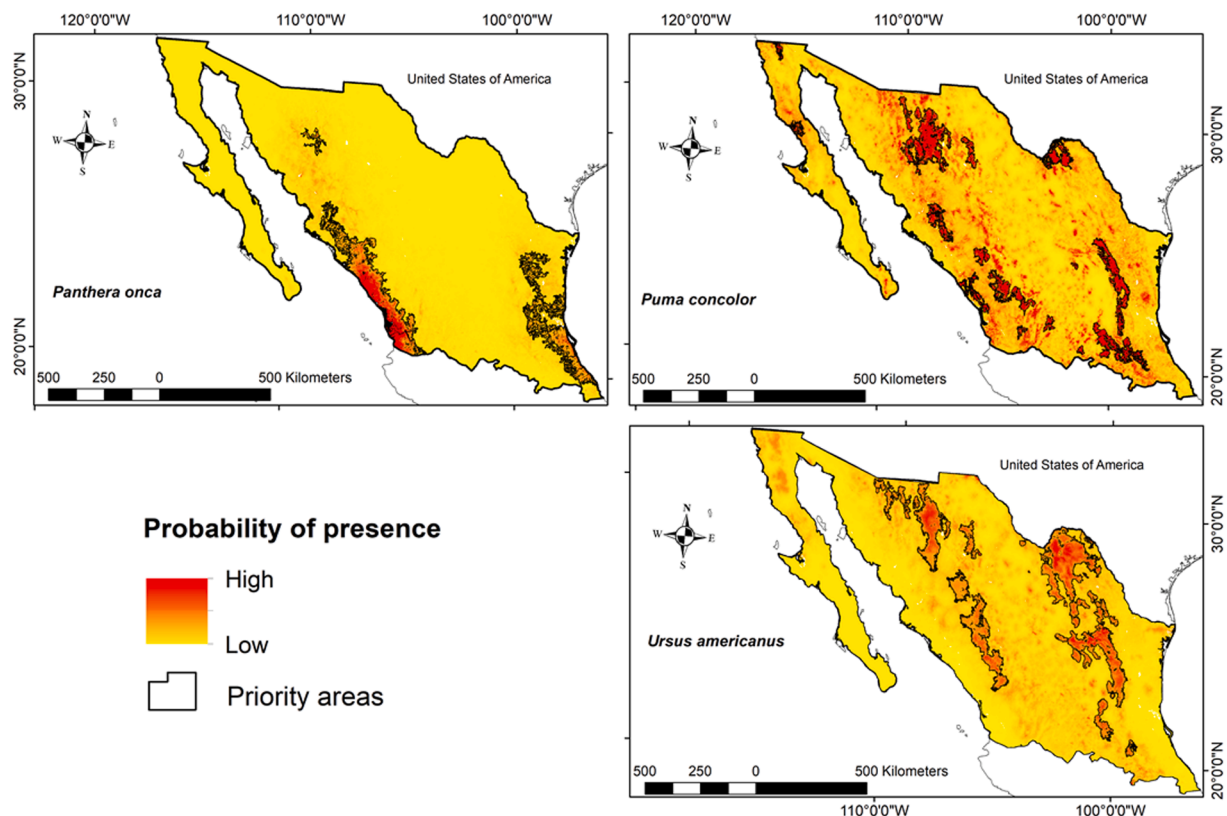 120°0'0"W 110°0'0"W 100°0'0"W
30°0'0"N
20°0'0"N
United States of America
N
W E
S
Panthera onca
500 250 0 500 Kilometers
110°0'0"W 100°0'0"W
30°0'0"N
20°0'0"N
United States of America
N
W E
S
Puma concolor
500 250 0 500 Kilometers
Probability of presence
High
Low
Priority areas
United States of America
N
W E
S
Ursus americanus
500 250 0 500 Kilometers
30°0'0"N
20°0'0"N
110°0'0"W 100°0'0"W